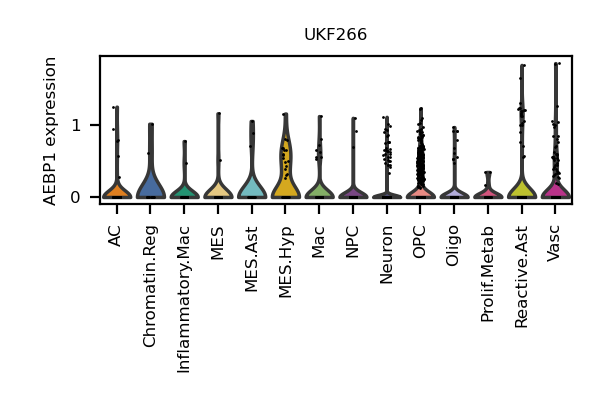 UKF266
AEBP1 expression
1
0
AC
Chromatin.Reg
Inflammatory.Mac
MES
MES.Ast
MES.Hyp
Mac
NPC
Neuron
OPC
Oligo
Prolif.Metab
Reactive.Ast
Vasc